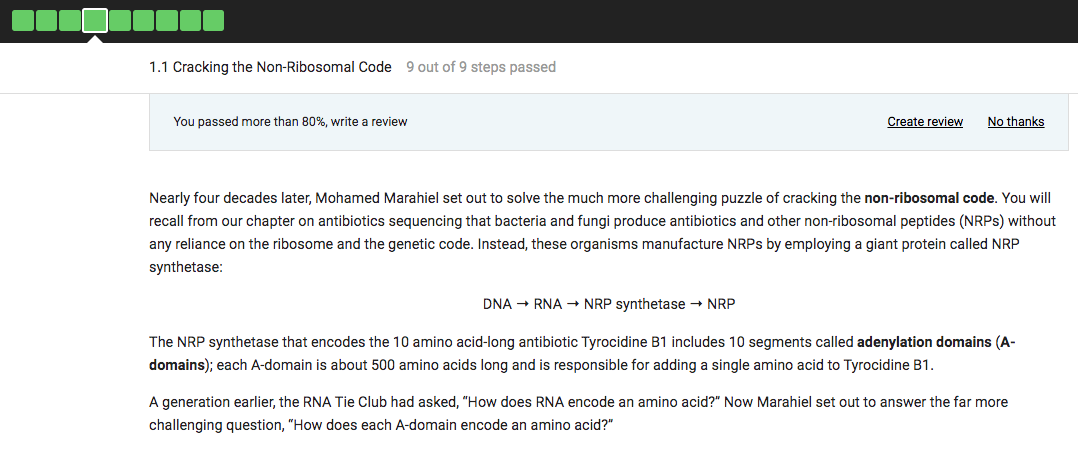 1.1 Cracking the Non-Ribosomal Code 9 out of 9 steps passed
You passed more than 80%, write a review Create review No thanks
Nearly four decades later, Mohamed Marahiel set out to solve the much more challenging puzzle of cracking the non-ribosomal code. You will
recall from our chapter on antibiotics sequencing that bacteria and fungi produce antibiotics and other non-ribosomal peptides (NRPs) without
any reliance on the ribosome and the genetic code. Instead, these organisms manufacture NRPs by employing a giant protein called NRP
synthetase:
DNA → RNA → NRP synthetase → NRP
The NRP synthetase that encodes the 10 amino acid-long antibiotic Tyrocidine B1 includes 10 segments called adenylation domains (A-
domains); each A-domain is about 500 amino acids long and is responsible for adding a single amino acid to Tyrocidine B1.
A generation earlier, the RNA Tie Club had asked, “How does RNA encode an amino acid?” Now Marahiel set out to answer the far more
challenging question, “How does each A-domain encode an amino acid?”